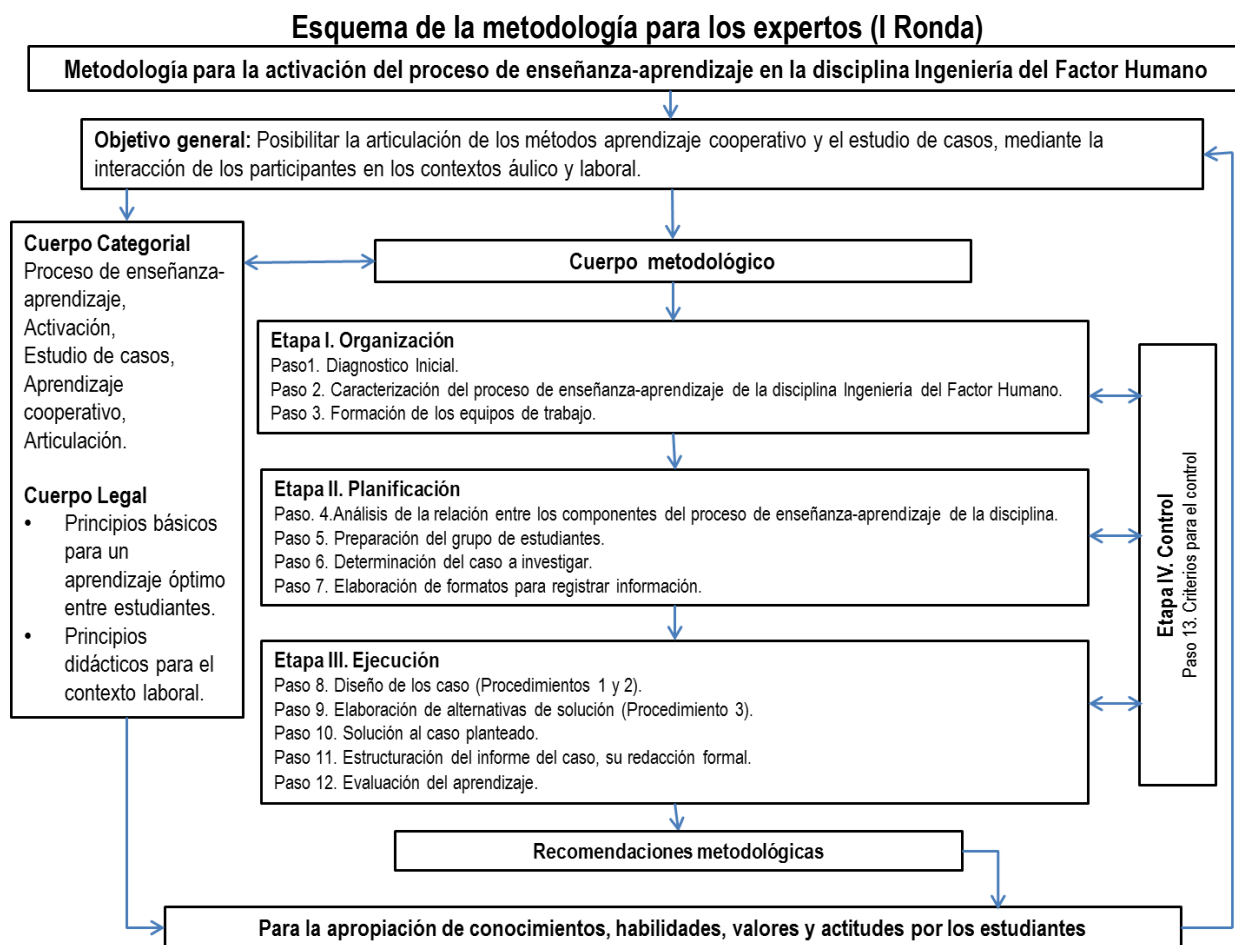 Esquema de la metodología para los expertos (I Ronda)
Metodología para la activación del proceso de enseñanza-aprendizaje en la disciplina Ingeniería del Factor Humano
Objetivo general: Posibilitar la articulación de los métodos aprendizaje cooperativo y el estudio de casos, mediante la
interacción de los participantes en los contextos áulico y laboral.
Cuerpo Categorial
Proceso de enseñanza-
aprendizaje,
Activación,
Estudio de casos,
Aprendizaje
cooperativo,
Articulación.
Cuerpo Legal
• Principios básicos
para un
aprendizaje óptimo
entre estudiantes.
• Principios
didácticos para el
contexto laboral.
Cuerpo metodológico
Etapa I. Organización
Paso1. Diagnostico Inicial.
Paso 2. Caracterización del proceso de enseñanza-aprendizaje de la disciplina Ingeniería del Factor Humano.
Paso 3. Formación de los equipos de trabajo.
Etapa II. Planificación
Paso. 4.Análisis de la relación entre los componentes del proceso de enseñanza-aprendizaje de la disciplina.
Paso 5. Preparación del grupo de estudiantes.
Paso 6. Determinación del caso a investigar.
Paso 7. Elaboración de formatos para registrar información.
Etapa III. Ejecución
Paso 8. Diseño de los caso (Procedimientos 1 y 2).
Paso 9. Elaboración de alternativas de solución (Procedimiento 3).
Paso 10. Solución al caso planteado.
Paso 11. Estructuración del informe del caso, su redacción formal.
Paso 12. Evaluación del aprendizaje.
Etapa IV. Control
Paso 13. Criterios para el control
Recomendaciones metodológicas
Para la apropiación de conocimientos, habilidades, valores y actitudes por los estudiantes